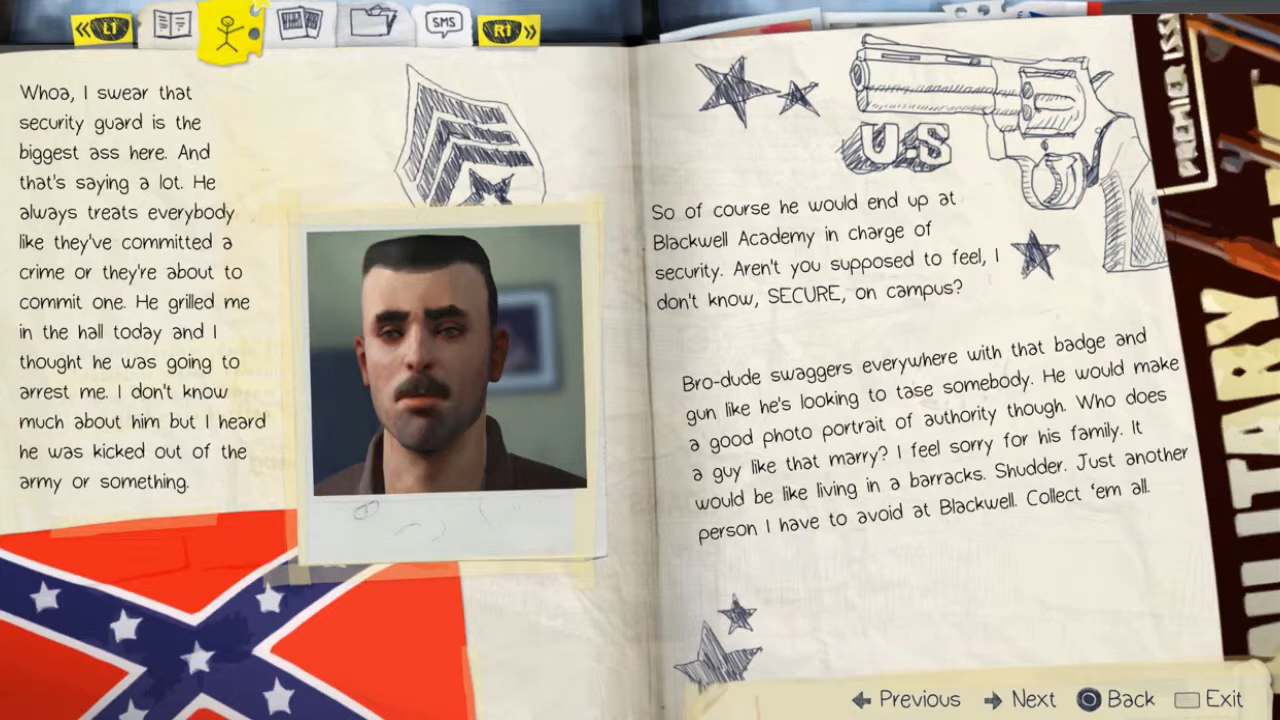 L1
SMS
R1
Whoa, I swear that
security guard is the
biggest ass here. And
that's saying a lot. He
always treats everybody
like they've committed a
crime or they're about to
commit one. He grilled me
in the hall today and I
thought he was going to
arrest me. I don't know
much about him but I heard
he was kicked out of the
army or something.
U.S
So of course he would end up at
Blackwell Academy in charge of
security. Aren't you supposed to feel, I
don't know, SECURE, on campus?
Bro-dude swaggers everywhere with that badge and
gun like he's looking to tase somebody. He would make
a good photo portrait of authority though. Who does
a guy like that marry? I feel sorry for his family. It
would be like living in a barracks. Shudder. Just another
person I have to avoid at Blackwell. Collect 'em all.
MILITARY
Previous
Next
Back
Exit